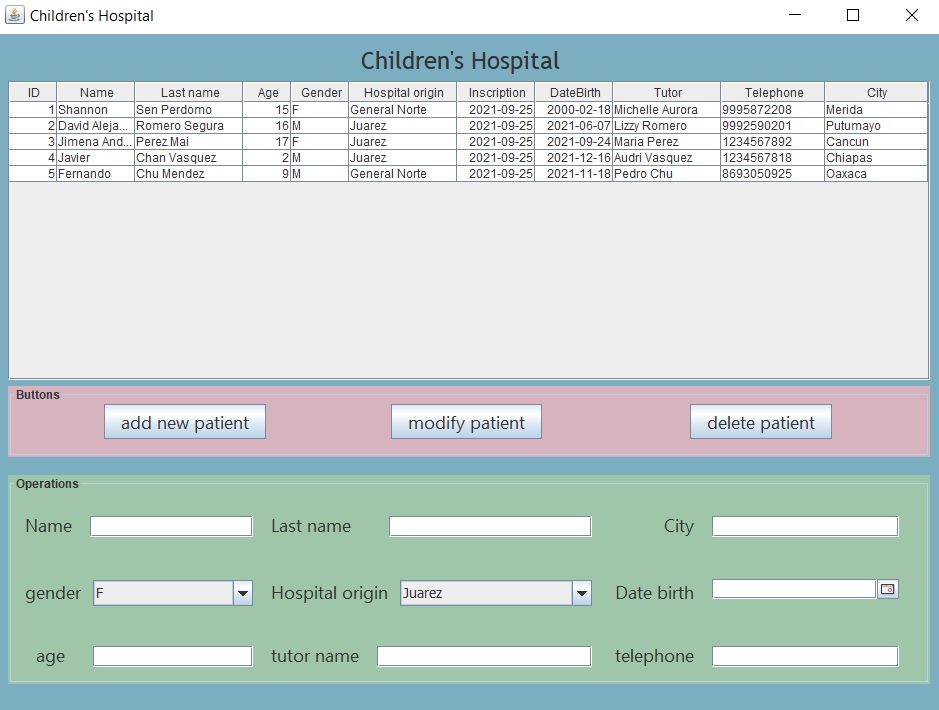 Children's Hospital
Children's Hospital
ID Name Last name Age Gender Hospital origin Inscription DateBirth Tutor Telephone City
1 Shannon Sen Perdomo 15 F General Norte 2021-09-25 2000-02-18 Michelle Aurora 9995872208 Merida
2 David Aleja... Romero Segura 16 M Juarez 2021-09-25 2021-06-07 Lizzy Romero 9992590201 Putumayo
3 Jimena And... Perez Mai 17 F Juarez 2021-09-25 2021-09-24 Maria Perez 1234567892 Cancun
4 Javier Chan Vasquez 2 M Juarez 2021-09-25 2021-12-16 Audri Vasquez 1234567818 Chiapas
5 Fernando Chu Mendez 9 M General Norte 2021-09-25 2021-11-18 Pedro Chu 8693050925 Oaxaca
Buttons
add new patient modify patient delete patient
Operations
Name Last name City
gender F Hospital origin Juarez Date birth
age tutor name telephone